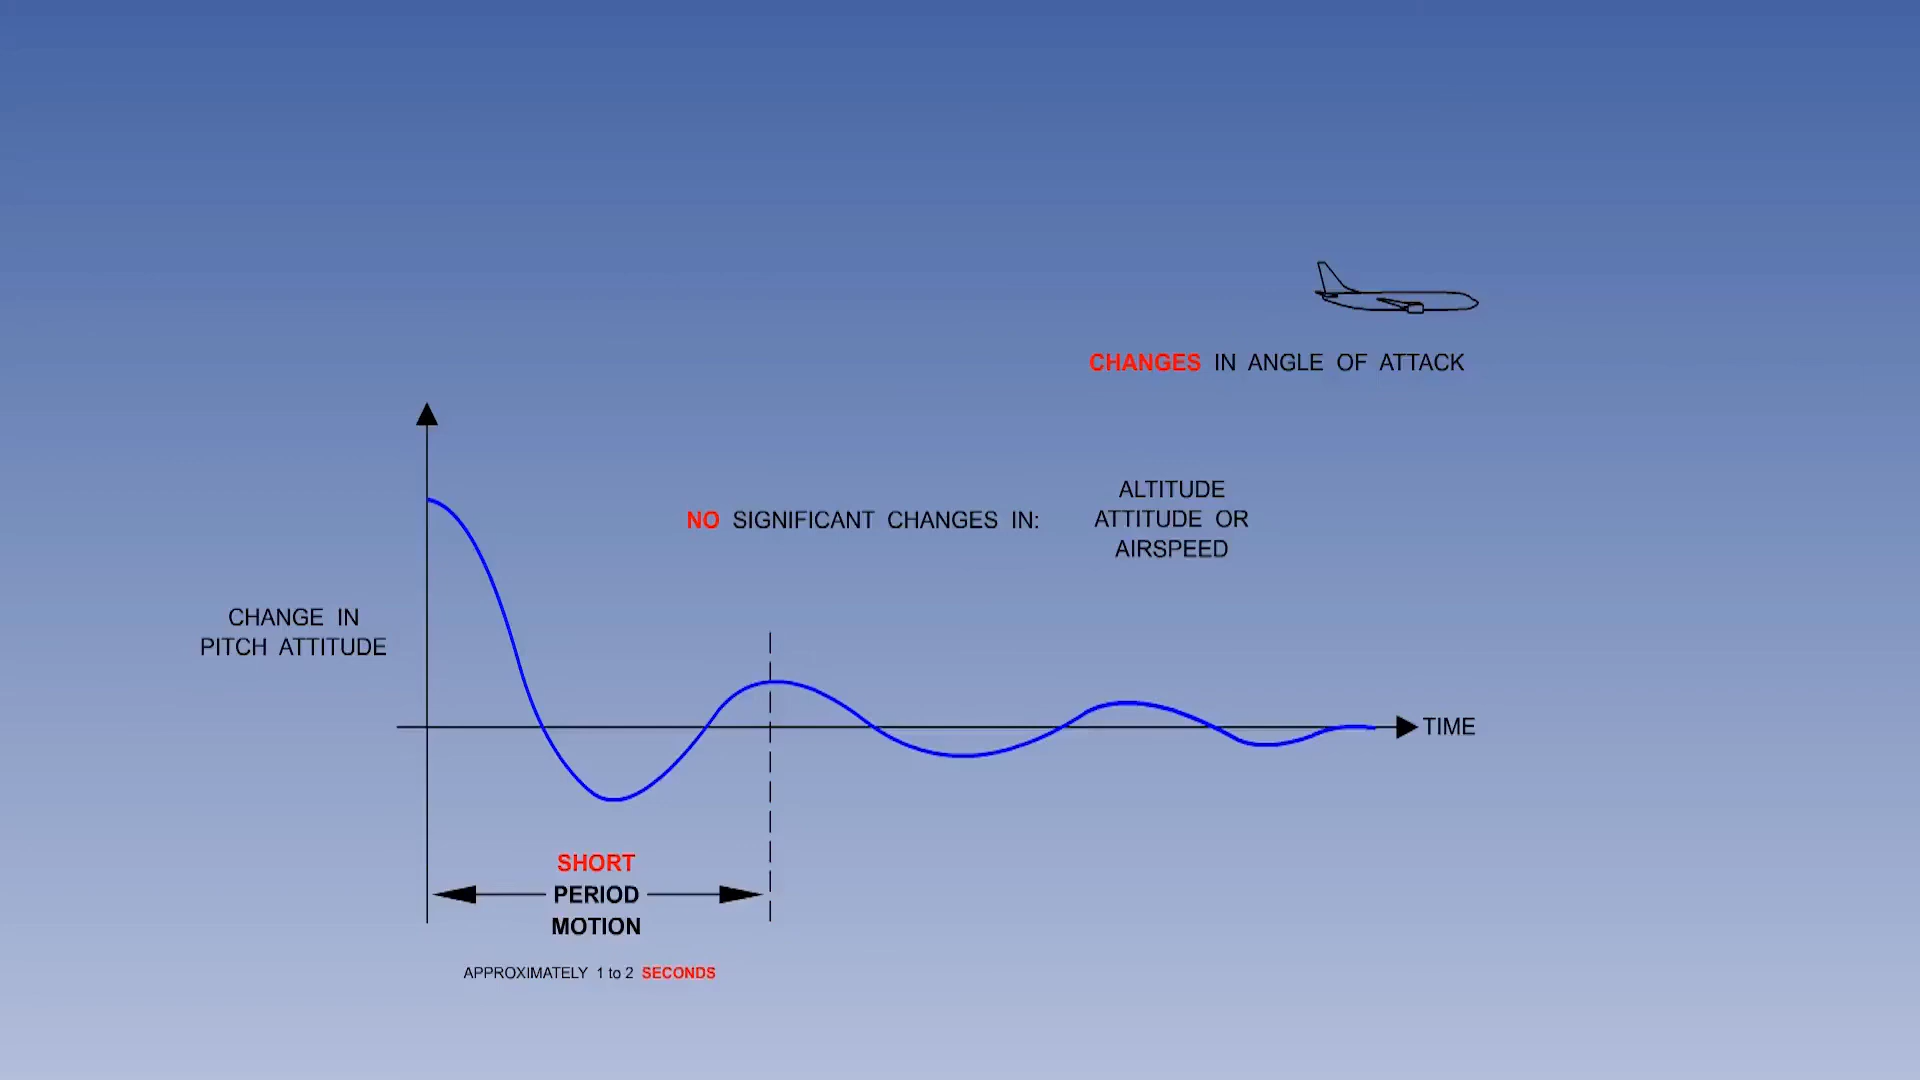 CHANGES IN ANGLE OF ATTACK
NO SIGNIFICANT CHANGES IN:
ALTITUDE
ATTITUDE OR
AIRSPEED
CHANGE IN
PITCH ATTITUDE
TIME
SHORT
PERIOD
MOTION
APPROXIMATELY 1 to 2 SECONDS